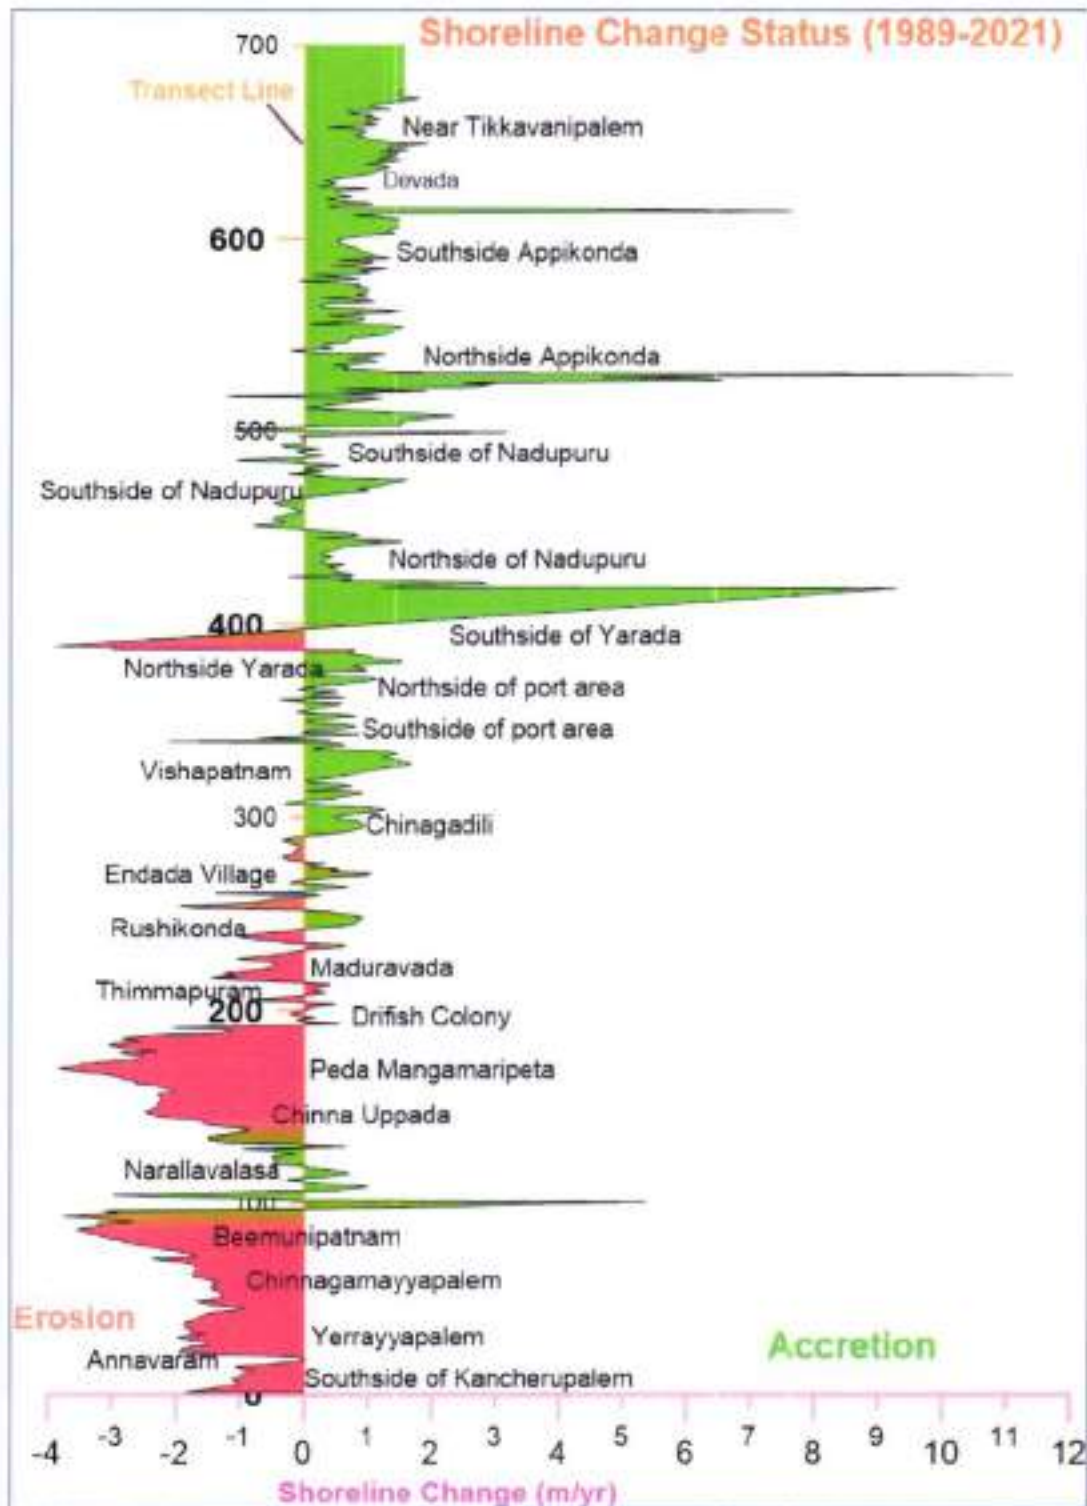 Shoreline Change Status (1989-2021)
700
Transect Line
Near Tikkavanipalem
Devada
600
Southside Appikonda
Northside Appikonda
500
Southside of Nadupuru
Southside of Nadupuru
Northside of Nadupuru
400
Southside of Yarada
Northside Yarada
Northside of port area
Southside of port area
Vishapatnam
300
Chinagadili
Endada Village
Rushikonda
Maduravada
Thimmapuram
200
Drifish Colony
Peda Mangamaripeta
Chinna Uppada
Narallavalasa
100
Beemunipatnam
Chinnagamayyapalem
Erosion
Yerrayyapalem
Accretion
Annavaram
Southside of Kancherupalem
0
-4 -3 -2 -1 0 1 2 3 4 5 6 7 8 9 10 11 12
Shoreline Change (m/yr)